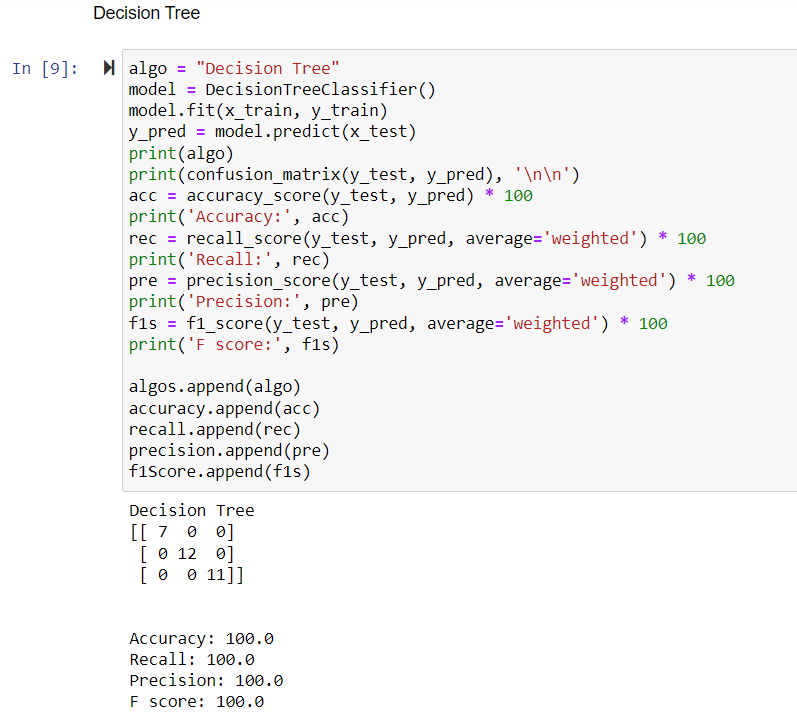 Decision Tree
In [9]:
algo = "Decision Tree"
model = DecisionTreeClassifier()
model.fit(x_train, y_train)
y_pred = model.predict(x_test)
print(algo)
print(confusion_matrix(y_test, y_pred), '\n\n')
acc = accuracy_score(y_test, y_pred) * 100
print('Accuracy:', acc)
rec = recall_score(y_test, y_pred, average='weighted') * 100
print('Recall:', rec)
pre = precision_score(y_test, y_pred, average='weighted') * 100
print('Precision:', pre)
f1s = f1_score(y_test, y_pred, average='weighted') * 100
print('F score:', f1s)

algos.append(algo)
accuracy.append(acc)
recall.append(rec)
precision.append(pre)
f1Score.append(f1s)
Decision Tree
[[ 7  0  0]
 [ 0 12  0]
 [ 0  0 11]]

Accuracy: 100.0
Recall: 100.0
Precision: 100.0
F score: 100.0